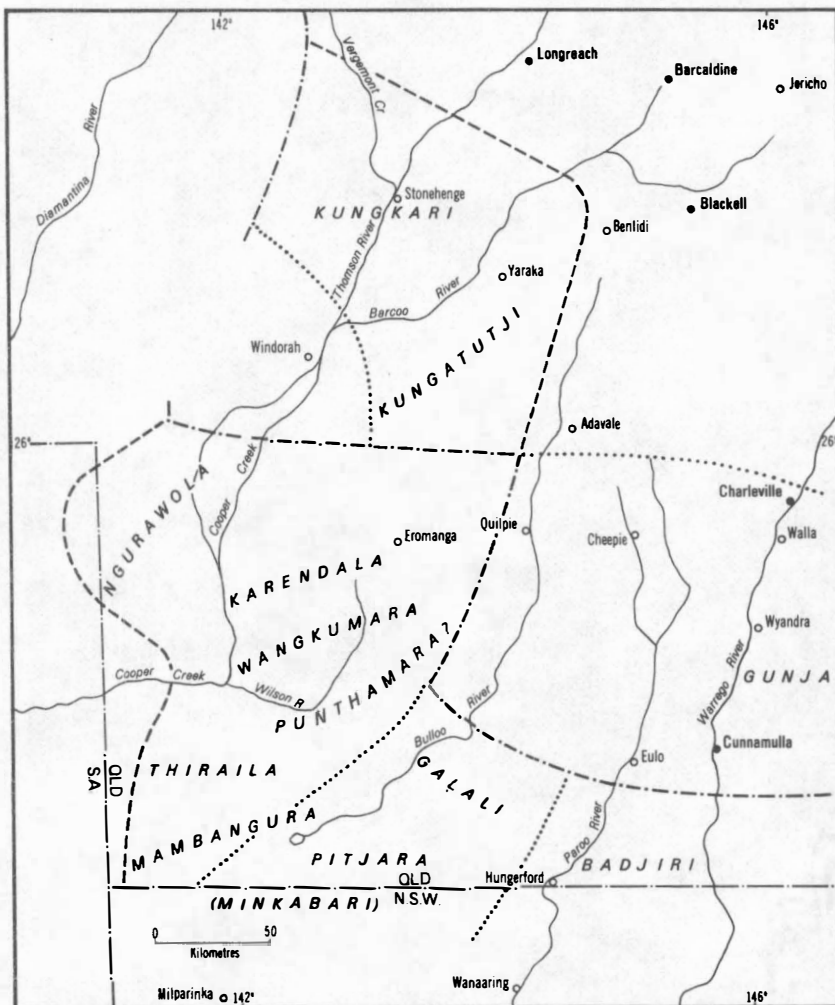 142°
146°
Longreach
Barcaldine
Jericho
Vergemont Cr.
Diamantina River
Stonehenge
KUNGKARI
Blackall
Benlidi
Thomson River
Yaraka
Barcoo River
Windorah
KUNGATUTJI
Adavale
26°
26°
Cooper Creek
NGURAWOLA
Charleville
Quilpie
Cheepie
Walla
Eromanga
KARENDALA
Wyandra
WANGKUMARA
GUNJA
Warrego River
PUNTHAMARA?
Cooper Creek
Wilson R
Bulloo River
Cunnamulla
Eulo
S.A.
QLD
THIRAILA
GALALI
MAMBANGURA
Paroo River
PITJARA
BADJIRI
Hungerford
QLD
N.S.W.
(MINKABARI)
0 50
Kilometres
Wanaaring
Milparinka
142°
146°